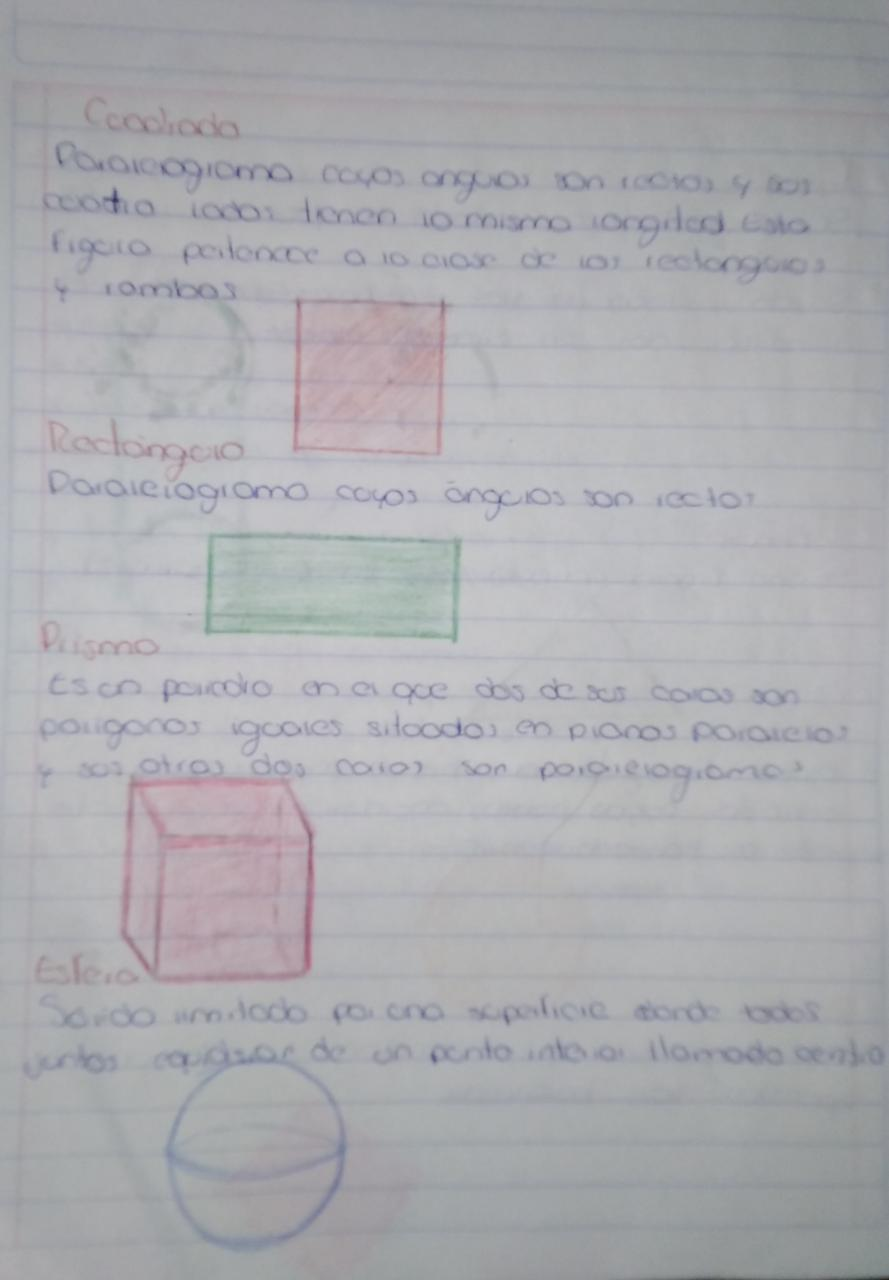 Cuadrado
Paralelogramo cuyos angulos son rectos y sus
cuatro lados tienen la misma longitud Esta
figura pertenece a la clase de los rectangulos
y rombos
Rectángulo
Paralelogramo cuyos ángulos son rectos
Prisma
Es un poliedro en el que dos de sus caras son
poligonos iguales situados en planos paralelos
y sus otras dos caras son paralelogramos
Esfera
Solido limitado por una superficie donde todos
juntos de un punto interior llamado centro